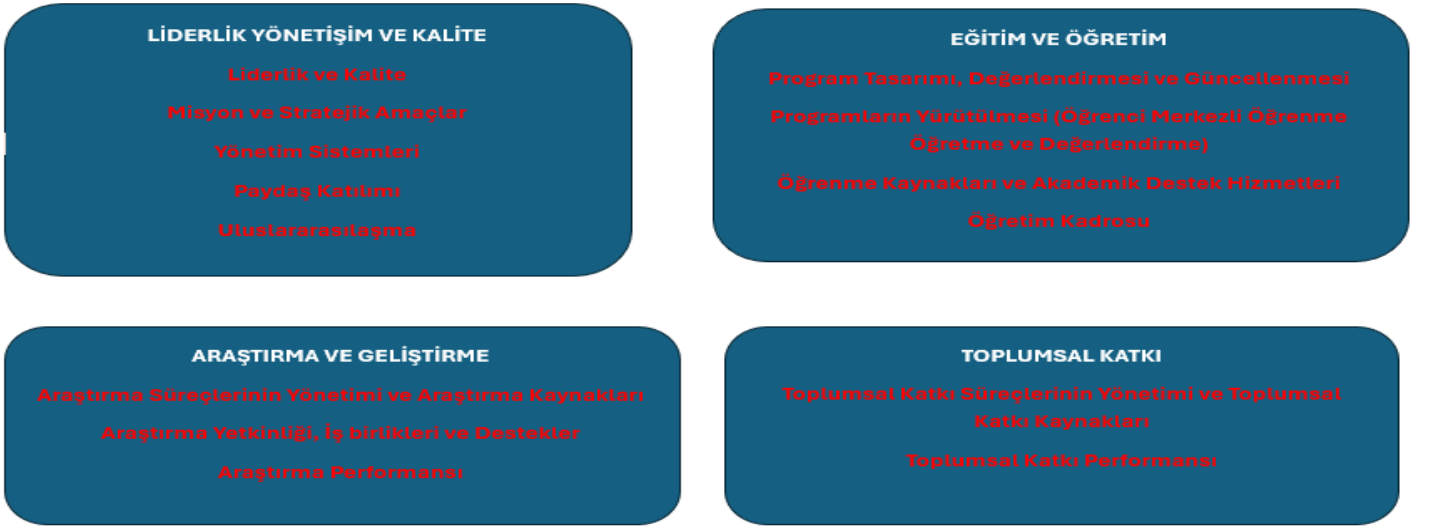 LİDERLİK YÖNETİŞİM VE KALİTE
Liderlik ve Kalite
Misyon ve Stratejik Amaçlar
Yönetim Sistemleri
Paydaş Katılımı
Uluslararasılaşma
EĞİTİM VE ÖĞRETİM
Program Tasarımı, Değerlendirmesi ve Güncellenmesi
Programların Yürütülmesi (Öğrenci Merkezli Öğrenme
Öğretme ve Değerlendirme)
Öğrenme Kaynakları ve Akademik Destek Hizmetleri
Öğretim Kadrosu
ARAŞTIRMA VE GELİŞTİRME
Araştırma Süreçlerinin Yönetimi ve Araştırma Kaynakları
Araştırma Yetkinliği, İş birlikleri ve Destekler
Araştırma Performansı
TOPLUMSAL KATKI
Toplumsal Katkı Süreçlerinin Yönetimi ve Toplumsal
Katkı Kaynakları
Toplumsal Katkı Performansı